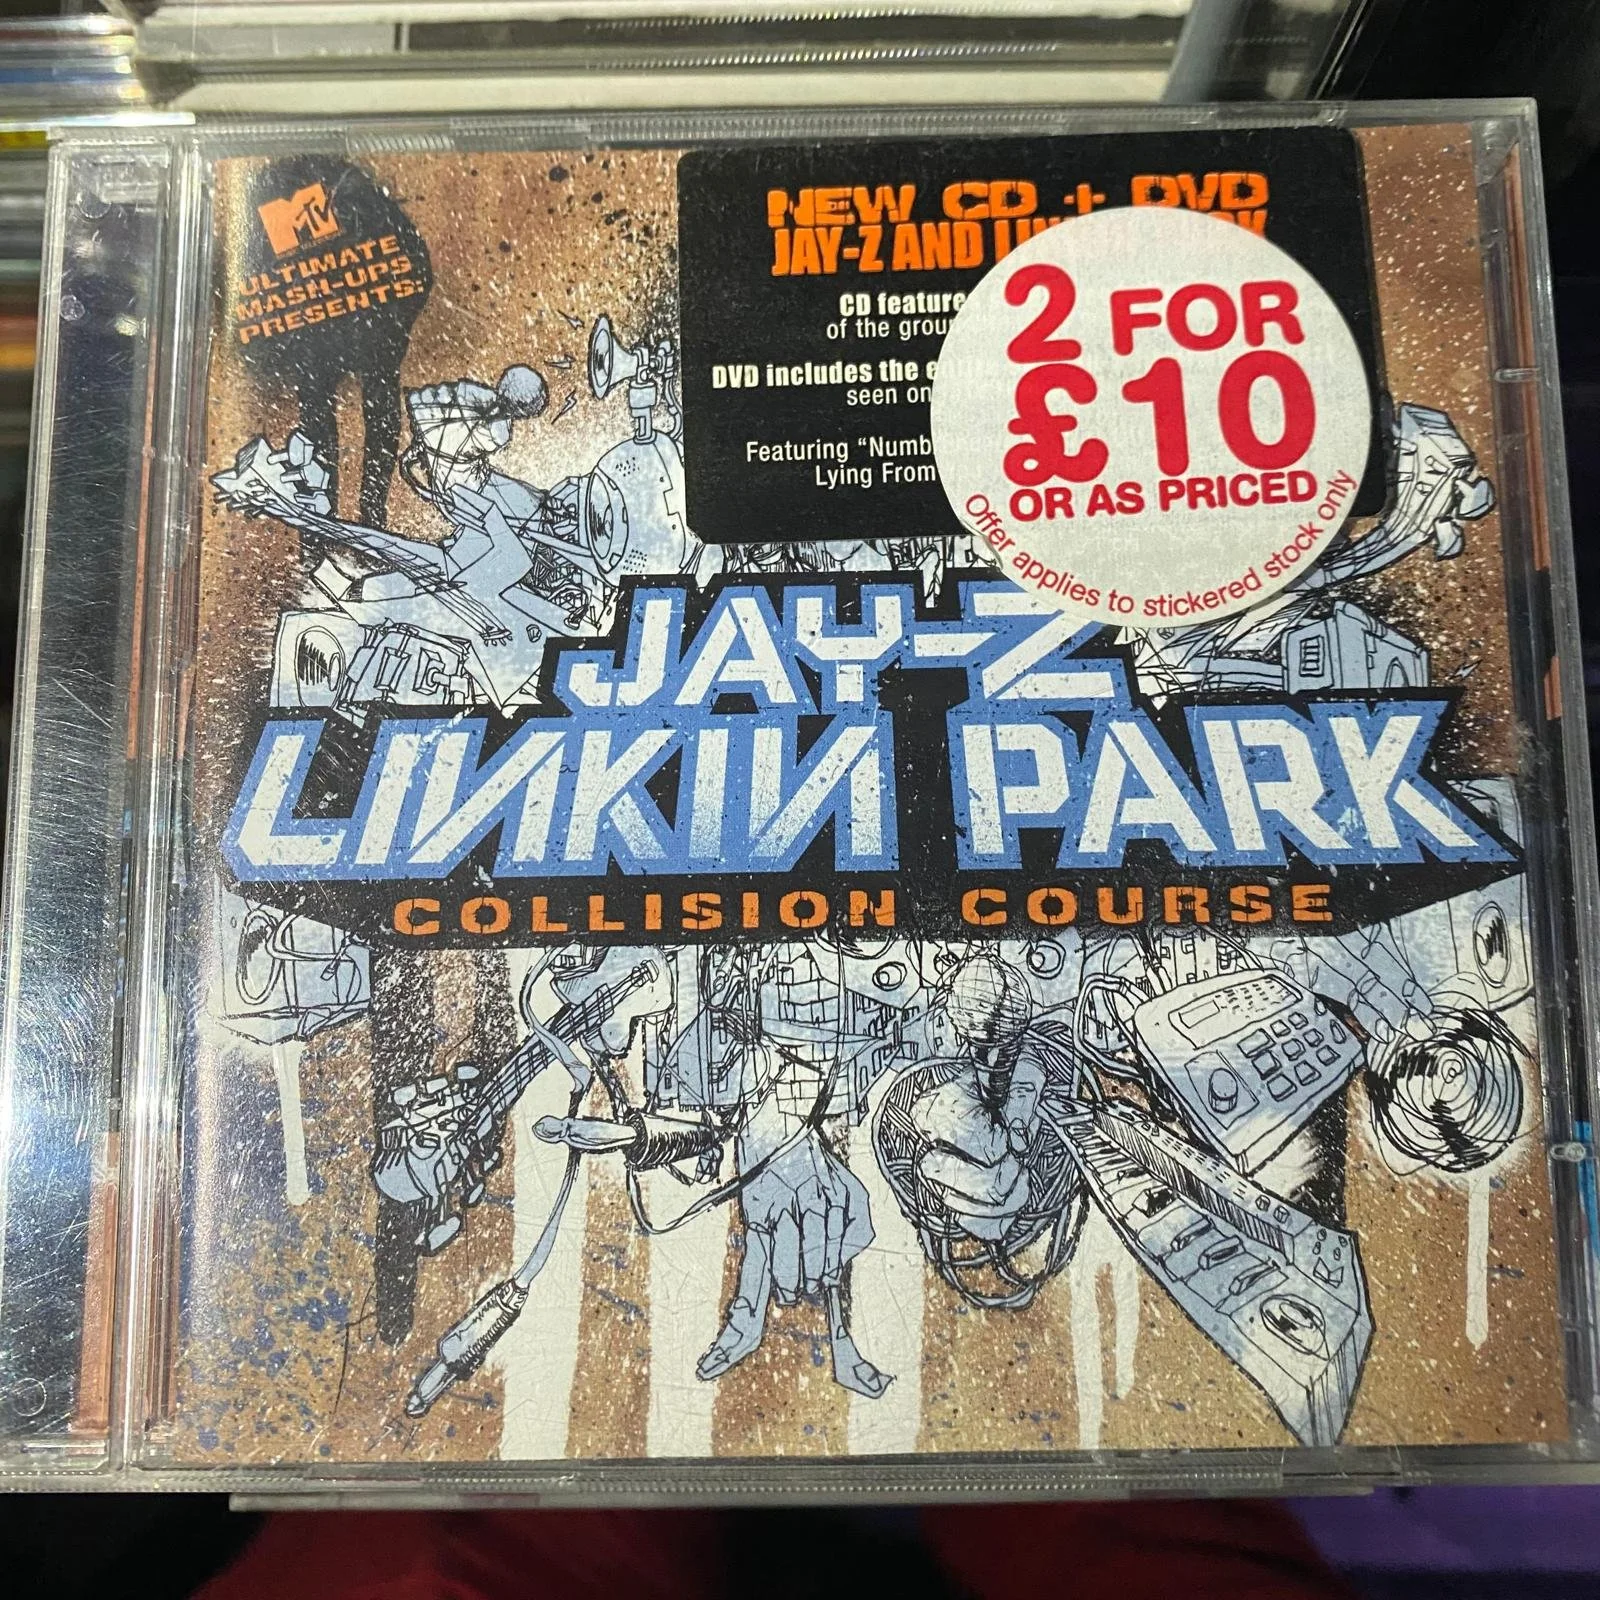 MTV
ULTIMATE
MASH-UPS
PRESENTS:
NEW CD + DVD
JAY-Z AND
CD feature
of the
DVD includes the
seen on
Featuring "Numb
Lying From
2 FOR
£10
OR AS PRICED
Offer applies to stickered stock only
JAY-Z
LINKIN PARK
COLLISION COURSE